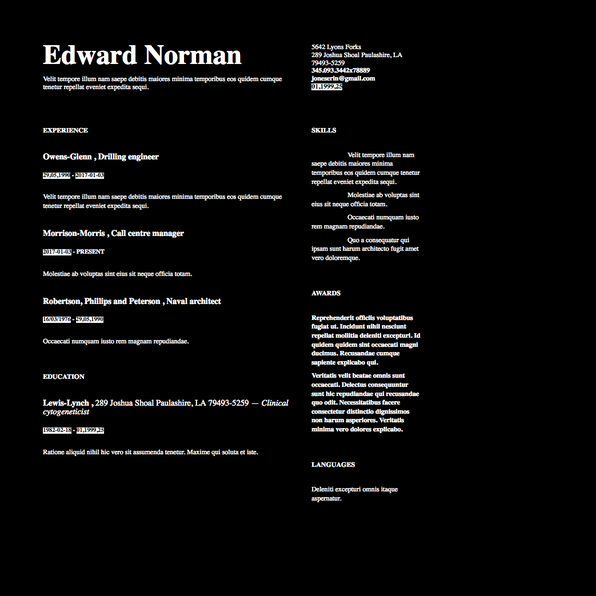 Edward Norman
Velit tempore illum nam saepe debitis maiores minima temporibus eos quidem cumque
tenetur repellat eveniet expedita sequi.
5642 Lyons Forks
289 Joshua Shoal Paulashire, LA
79493-5259
345.093.3442x78889
joneserin@gmail.com
01.1999.25
EXPERIENCE
Owens-Glenn , Drilling engineer
29.05.1990 - 2017-01-03
Velit tempore illum nam saepe debitis maiores minima temporibus eos quidem cumque
tenetur repellat eveniet expedita sequi.
Morrison-Morris , Call centre manager
2017-01-03 - PRESENT
Molestiae ab voluptas sint eius sit neque officia totam.
Robertson, Phillips and Peterson , Naval architect
16/03/1970 - 29.05.1990
Occaecati numquam iusto rem magnam repudiandae.
EDUCATION
Lewis-Lynch , 289 Joshua Shoal Paulashire, LA 79493-5259 — Clinical
cytogeneticist
1982-02-16 - 01.1999.25
Ratione aliquid nihil hic vero sit assumenda tenetur. Maxime qui soluta et iste.
SKILLS
Velit tempore illum nam
saepe debitis maiores minima
temporibus eos quidem cumque tenetur
repellat eveniet expedita sequi.
Molestiae ab voluptas sint
eius sit neque officia totam.
Occaecati numquam iusto
rem magnam repudiandae.
Quo a consequatur qui
ipsam sunt harum architecto fugit amet
vero doloremque.
AWARDS
Reprehenderit officiis voluptatibus
fugiat ut. Incidunt nihil nesciunt
repellat mollitia deleniti excepturi. Id
quidem quidem sint occaecati magni
ducimus. Recusandae cumque
sapiente explicabo qui.
Veritatis velit beatae omnis sunt
occaecati. Delectus consequuntur
sunt hic repudiandae qui recusandae
quo odit. Necessitatibus facere
consectetur distinctio dignissimos
non harum asperiores. Veritatis
minima vero dolores explicabo.
LANGUAGES
Deleniti excepturi omnis itaque
aspernatur.